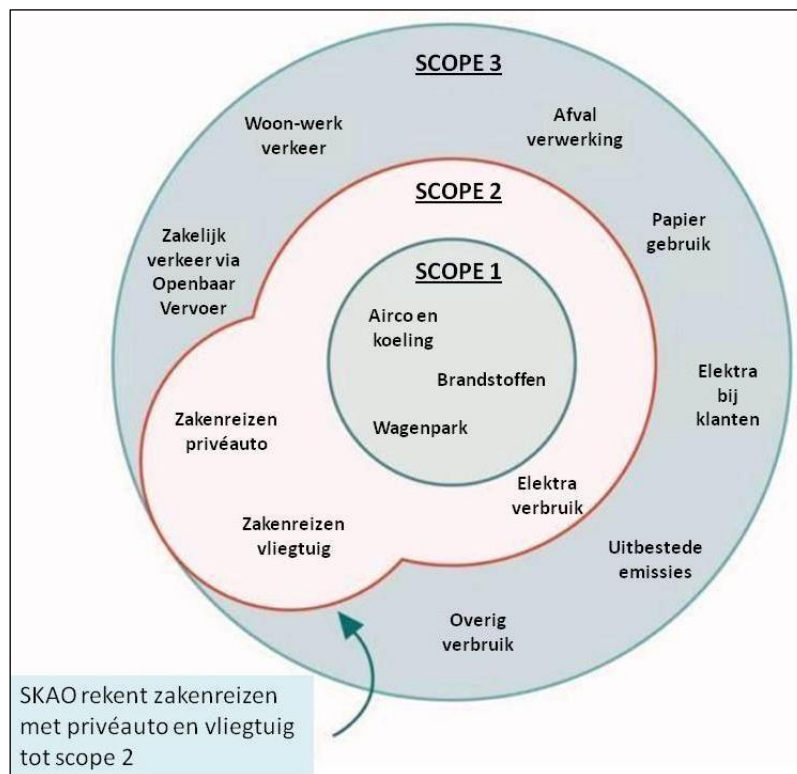 SCOPE 3
Woon-werk
verkeer
Afval
verwerking
SCOPE 2
Zakelijk
verkeer via
Openbaar
Vervoer
Papier
gebruik
SCOPE 1
Airco en
koeling
Brandstoffen
Wagenpark
Elektra
bij
klanten
Zakenreizen
privéauto
Elektra
verbruik
Zakenreizen
vliegtuig
Uitbestede
emissies
Overig
verbruik
SKAO rekent zakenreizen
met privéauto en vliegtuig
tot scope 2